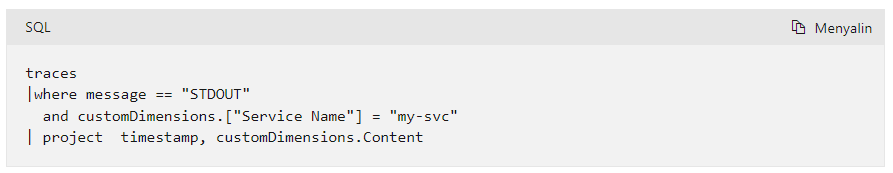 SQL
Menyalin
traces
|where message == "STDOUT"
  and customDimensions.["Service Name"] = "my-svc"
| project  timestamp, customDimensions.Content